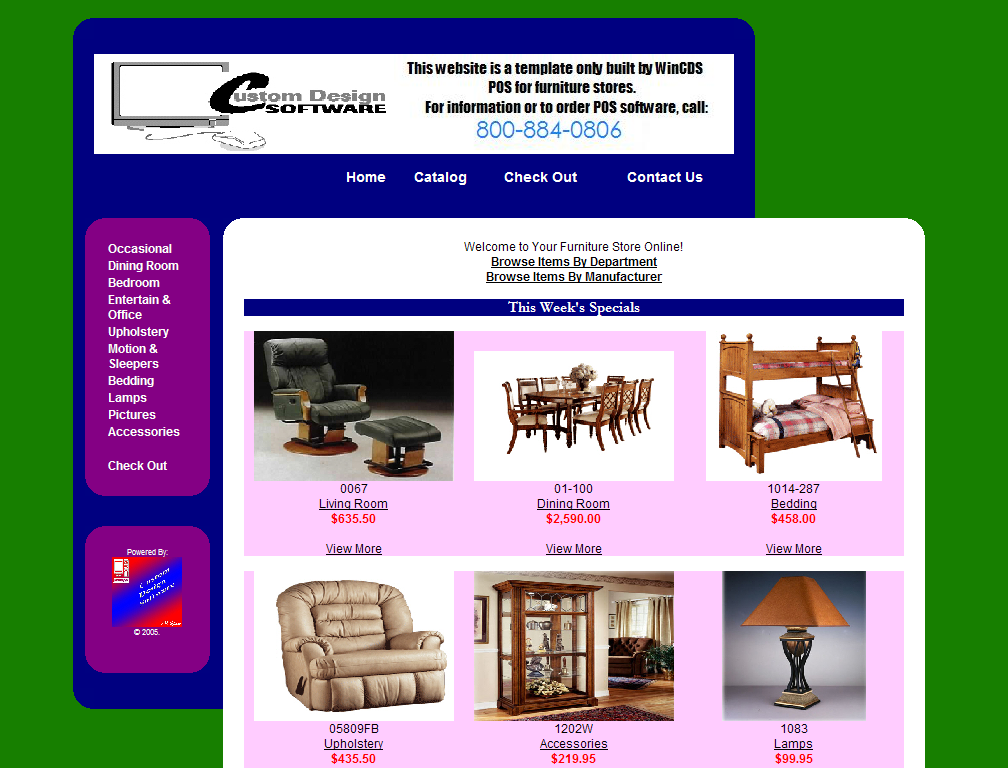 Custom Design
SOFTWARE
This website is a template only built by WinCDS
POS for furniture stores.
For information or to order POS software, call:
800-884-0806
Home Catalog Check Out Contact Us
Occasional
Dining Room
Bedroom
Entertain &
Office
Upholstery
Motion &
Sleepers
Bedding
Lamps
Pictures
Accessories
Check Out
Powered By:
Custom
Design
Software
© 2005.
Welcome to Your Furniture Store Online!
Browse Items By Department
Browse Items By Manufacturer
This Week's Specials
0067 01-100 1014-287
Living Room Dining Room Bedding
$635.50 $2,590.00 $458.00
View More View More View More
05809FB 1202W 1083
Upholstery Accessories Lamps
$435.50 $219.95 $99.95